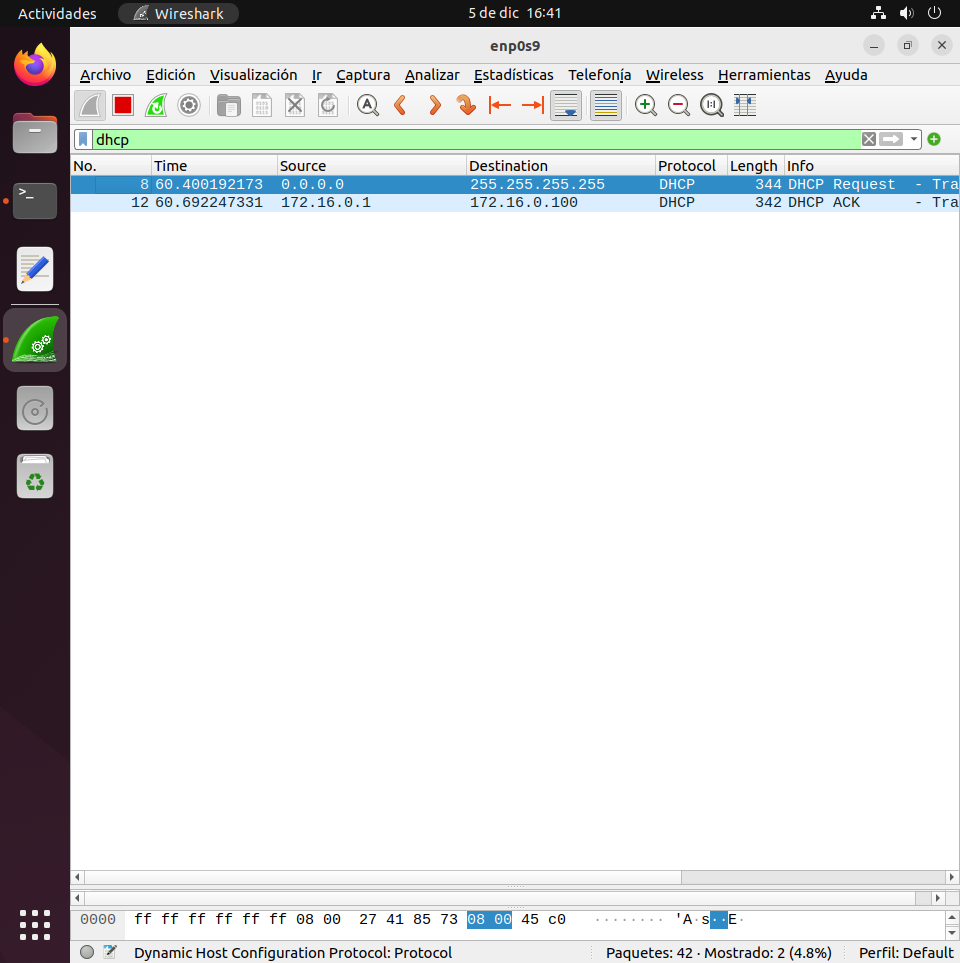 Actividades Wireshark 5 de dic 16:41
enp0s9
Archivo Edición Visualización Ir Captura Analizar Estadísticas Telefonía Wireless Herramientas Ayuda
dhcp
No. Time Source Destination Protocol Length Info
8 60.400192173 0.0.0.0 255.255.255.255 DHCP 344 DHCP Request - Tra
12 60.692247331 172.16.0.1 172.16.0.100 DHCP 342 DHCP ACK - Tra
0000 ff ff ff ff ff ff 08 00 27 41 85 73 08 00 45 c0 ········ 'A·s··E·
Dynamic Host Configuration Protocol: Protocol Paquetes: 42 · Mostrado: 2 (4.8%) Perfil: Default